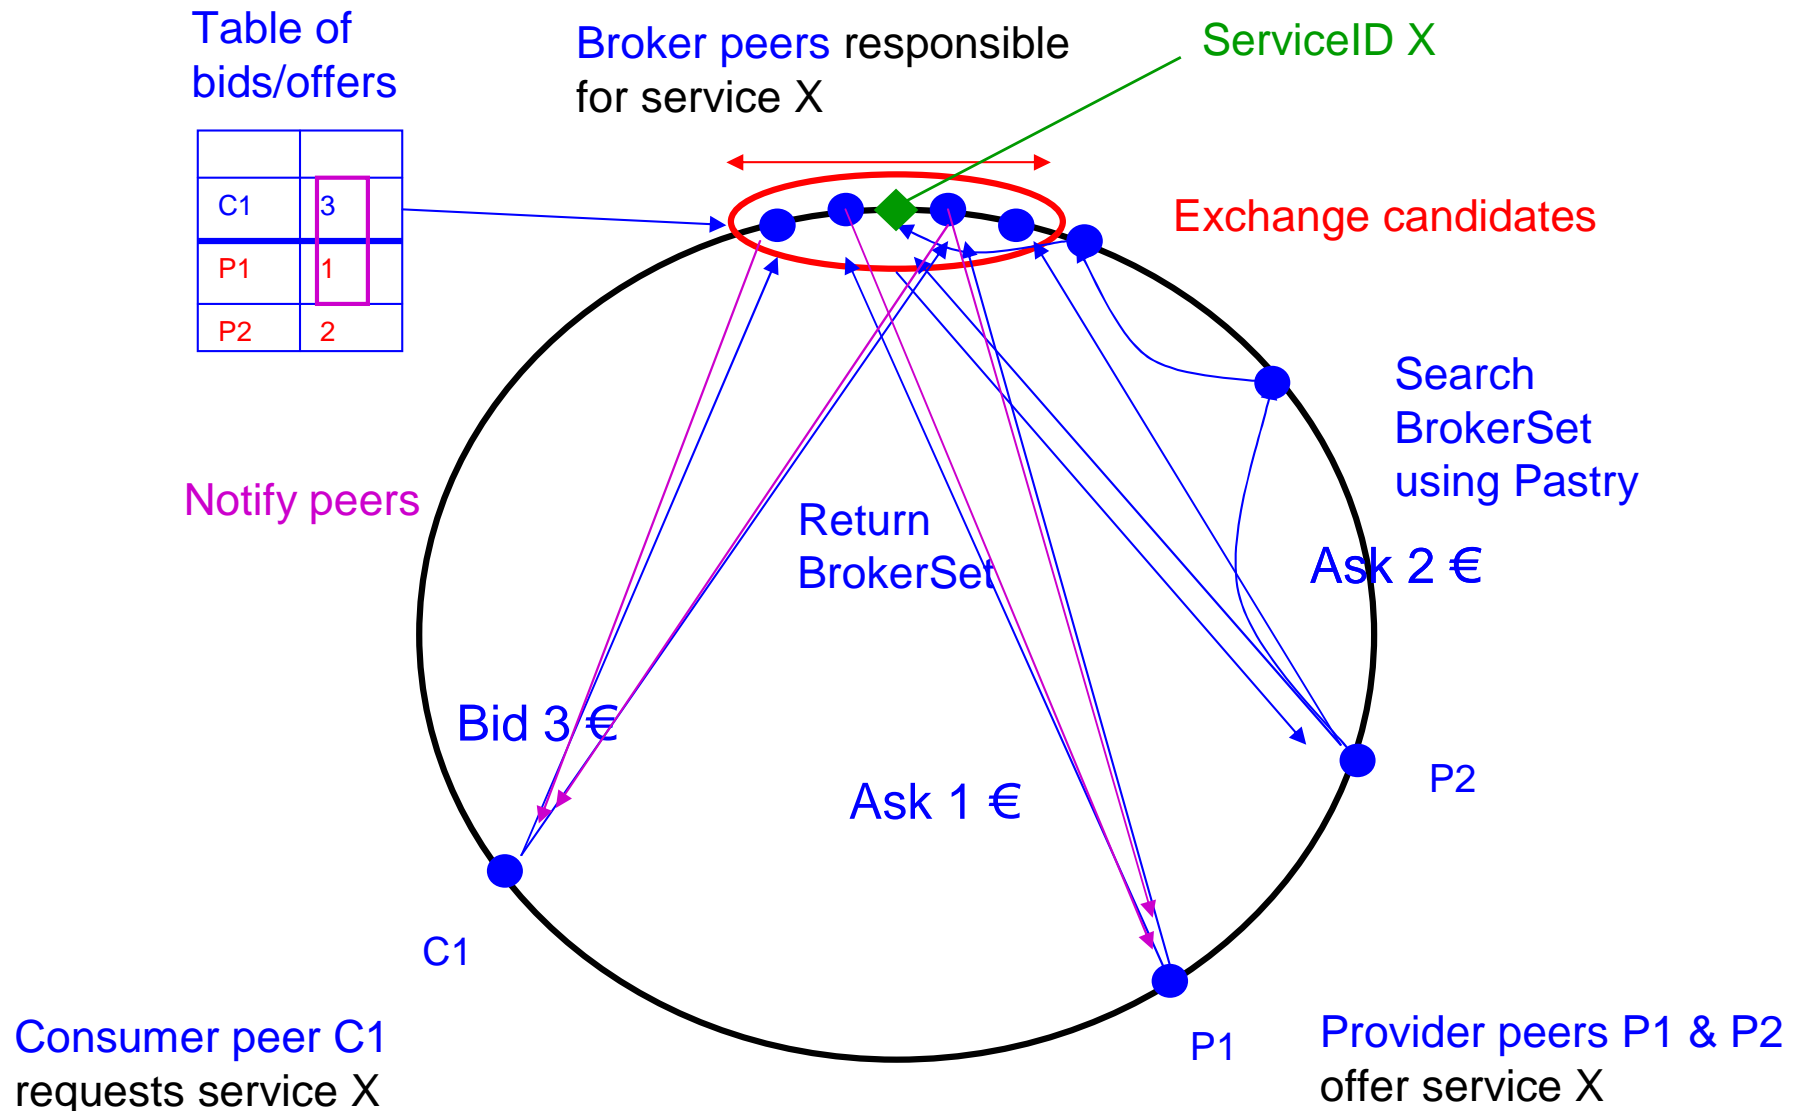 Table of
bids/offers
Broker peers responsible
for service X
ServiceID X
C1 3
P1 1
P2 2
Exchange candidates
Search
BrokerSet
using Pastry
Notify peers
Return
BrokerSet
Ask 2 €
Bid 3 €
Ask 1 €
P2
C1
P1
Consumer peer C1
requests service X
Provider peers P1 & P2
offer service X